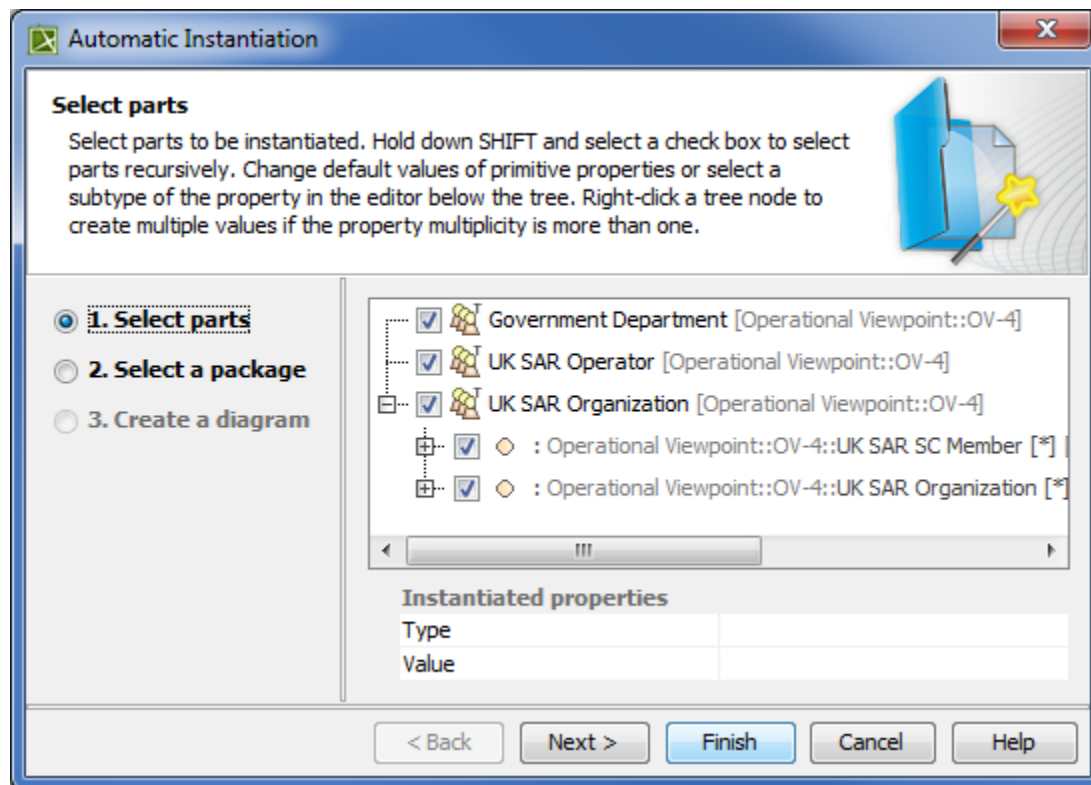 Automatic Instantiation
Select parts
Select parts to be instantiated. Hold down SHIFT and select a check box to select
parts recursively. Change default values of primitive properties or select a
subtype of the property in the editor below the tree. Right-click a tree node to
create multiple values if the property multiplicity is more than one.
1. Select parts
2. Select a package
3. Create a diagram
Government Department [Operational Viewpoint::OV-4]
UK SAR Operator [Operational Viewpoint::OV-4]
UK SAR Organization [Operational Viewpoint::OV-4]
: Operational Viewpoint::OV-4::UK SAR SC Member [*] [
: Operational Viewpoint::OV-4::UK SAR Organization [*]
Instantiated properties
Type
Value
< Back Next > Finish Cancel Help